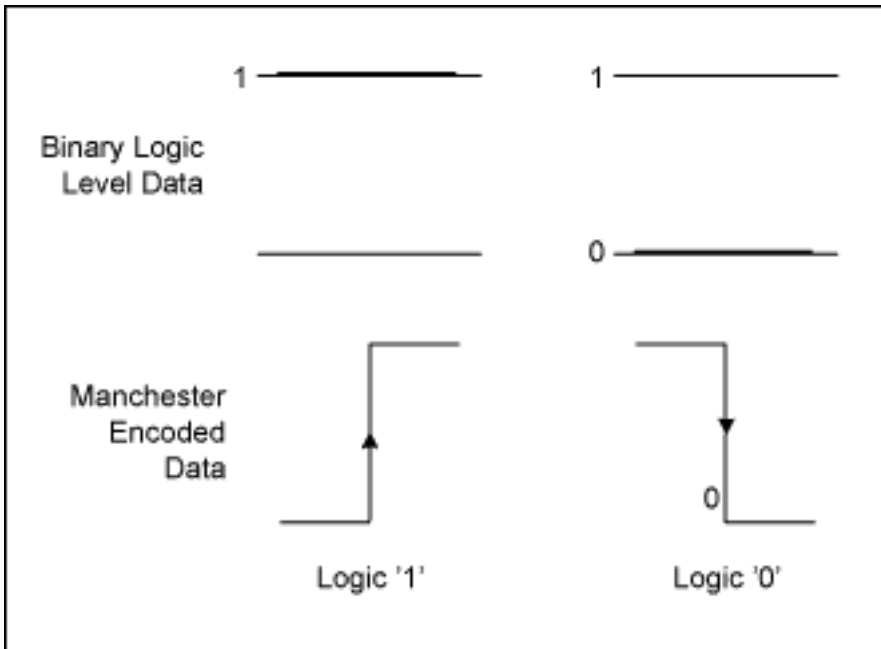 1
1
Binary Logic
Level Data
0
Manchester
Encoded
Data
0
Logic '1'
Logic '0'